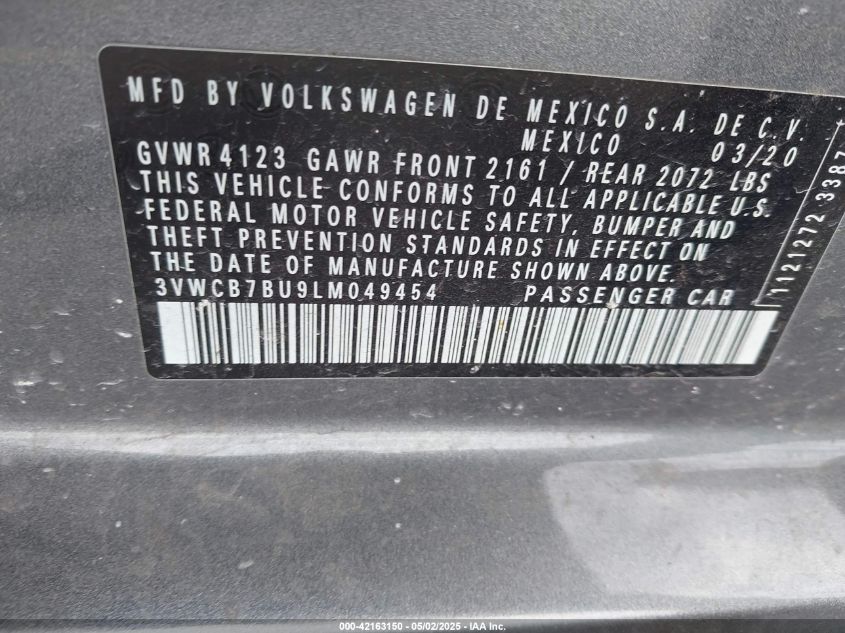 MFD BY VOLKSWAGEN DE MEXICO S.A. DE C.V.
MEXICO 03/20
GVWR 4123 GAWR FRONT 2161 / REAR 2072 LBS
THIS VEHICLE CONFORMS TO ALL APPLICABLE U.S.
FEDERAL MOTOR VEHICLE SAFETY, BUMPER AND
THEFT PREVENTION STANDARDS IN EFFECT ON
THE DATE OF MANUFACTURE SHOWN ABOVE.
3VWCB7BU9LM049454 PASSENGER CAR
1121272 3387
000-42163150 - 05/02/2025 - IAA Inc.